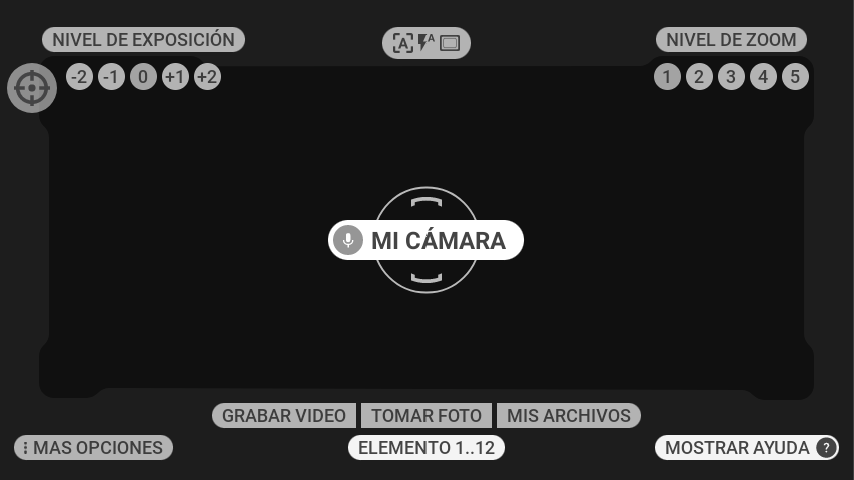 NIVEL DE EXPOSICIÓN
A
A
NIVEL DE ZOOM
-2 -1 0 +1 +2
1 2 3 4 5
MI CÁMARA
GRABAR VIDEO TOMAR FOTO MIS ARCHIVOS
MAS OPCIONES
ELEMENTO 1..12
MOSTRAR AYUDA ?